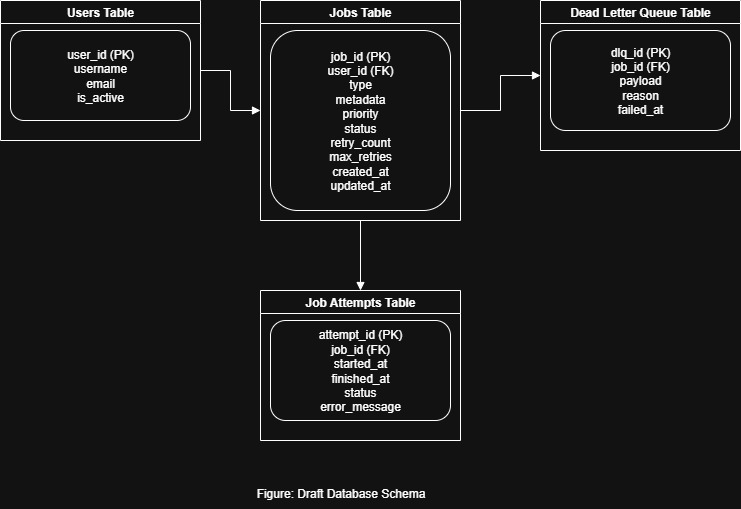 Users Table
user_id (PK)
username
email
is_active
Jobs Table
job_id (PK)
user_id (FK)
type
metadata
priority
status
retry_count
max_retries
created_at
updated_at
Dead Letter Queue Table
dlq_id (PK)
job_id (FK)
payload
reason
failed_at
Job Attempts Table
attempt_id (PK)
job_id (FK)
started_at
finished_at
status
error_message
Figure: Draft Database Schema